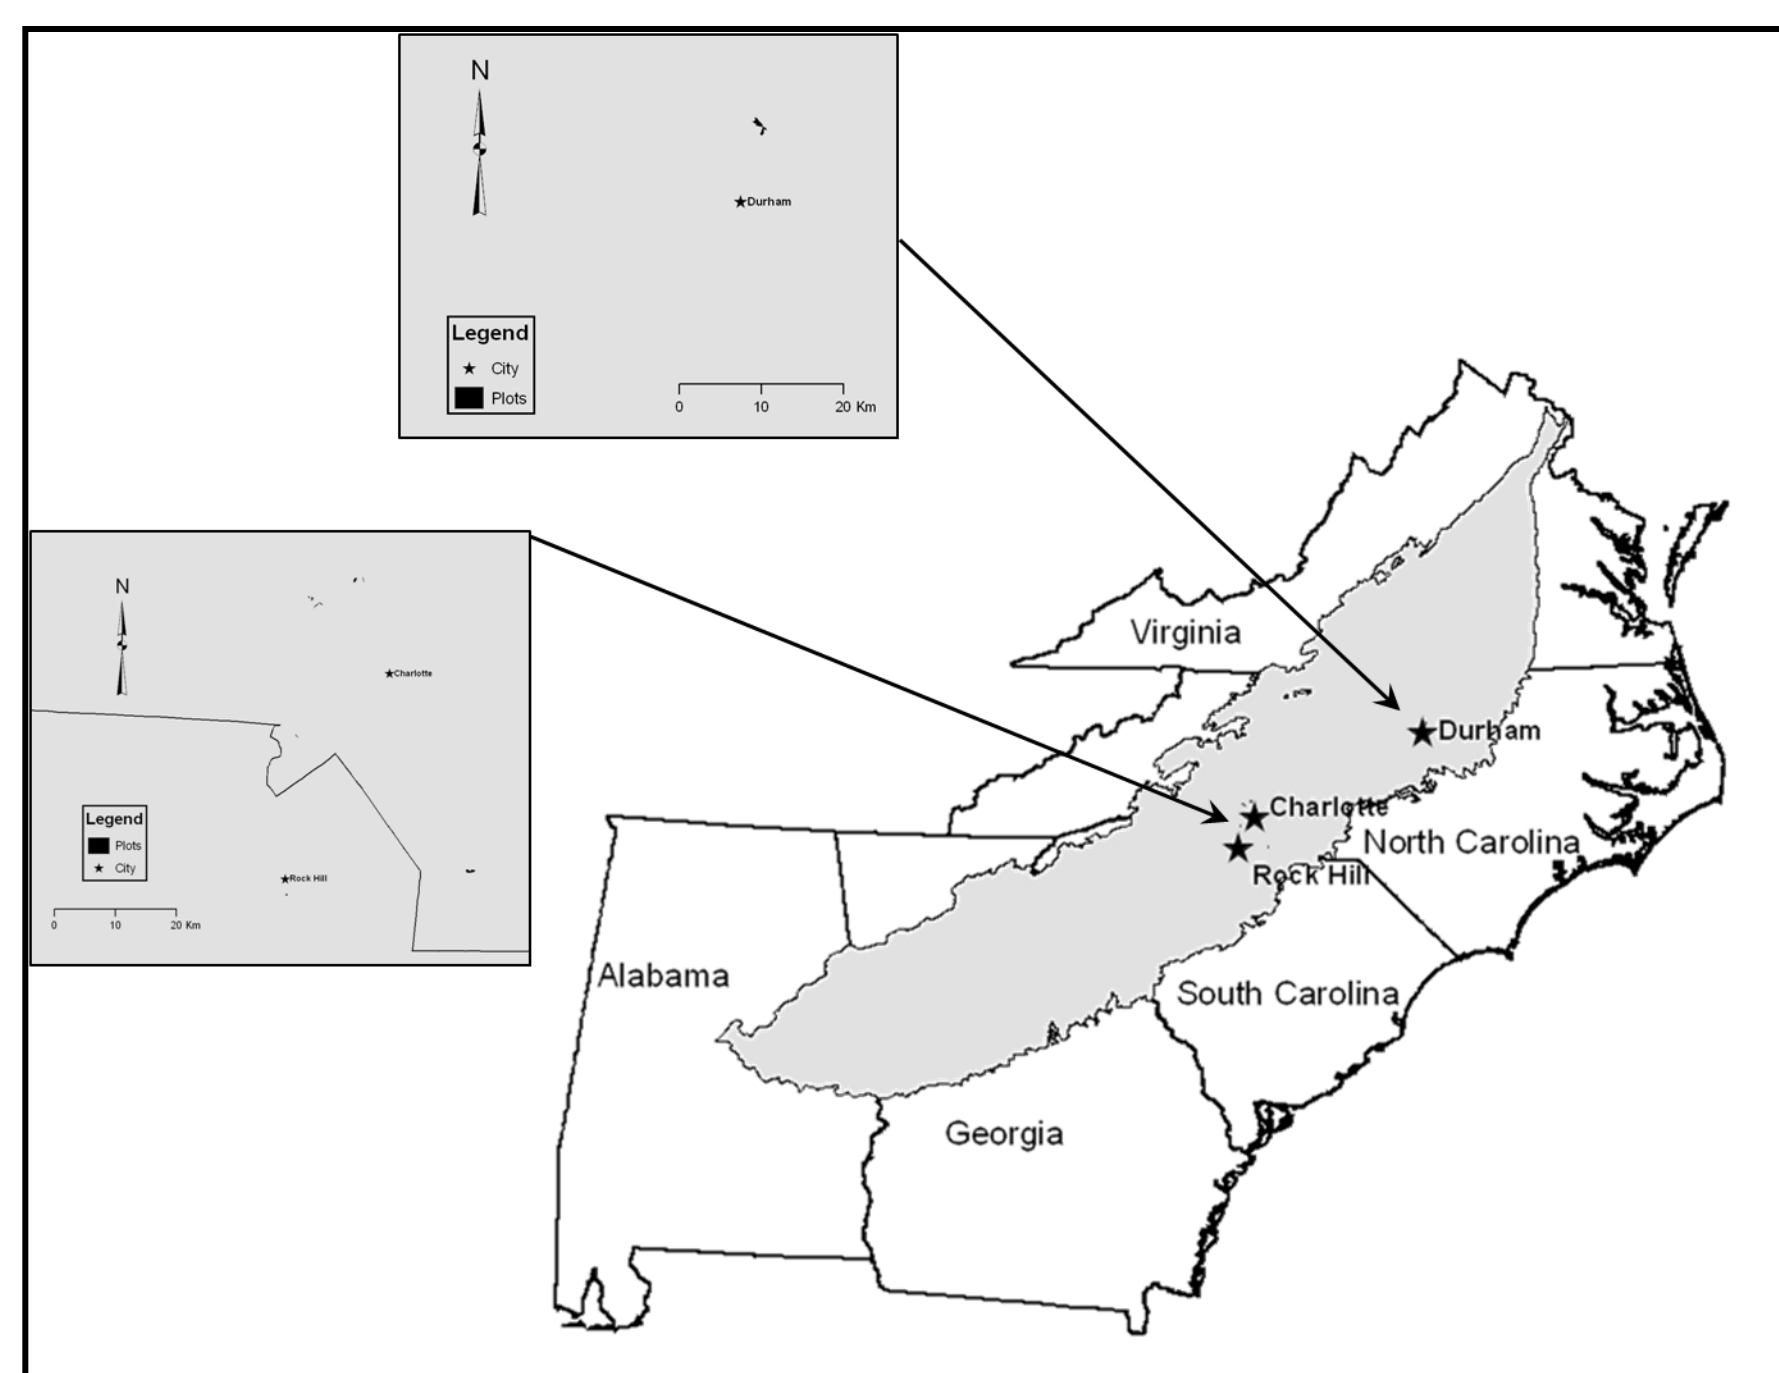 N
Durham
Legend
City
Plots
0 10 20 Km
N
Charlotte
Legend
Plots
City
Rock Hill
0 10 20 Km
Virginia
Durham
Charlotte
North Carolina
Rock Hill
Alabama
South Carolina
Georgia